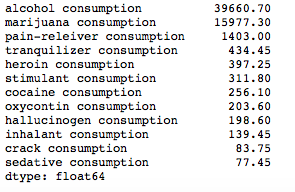 alcohol consumption 39660.70
marijuana consumption 15977.30
pain-releiver consumption 1403.00
tranquilizer consumption 434.45
heroin consumption 397.25
stimulant consumption 311.80
cocaine consumption 256.10
oxycontin consumption 203.60
hallucinogen consumption 198.60
inhalant consumption 139.45
crack consumption 83.75
sedative consumption 77.45
dtype: float64